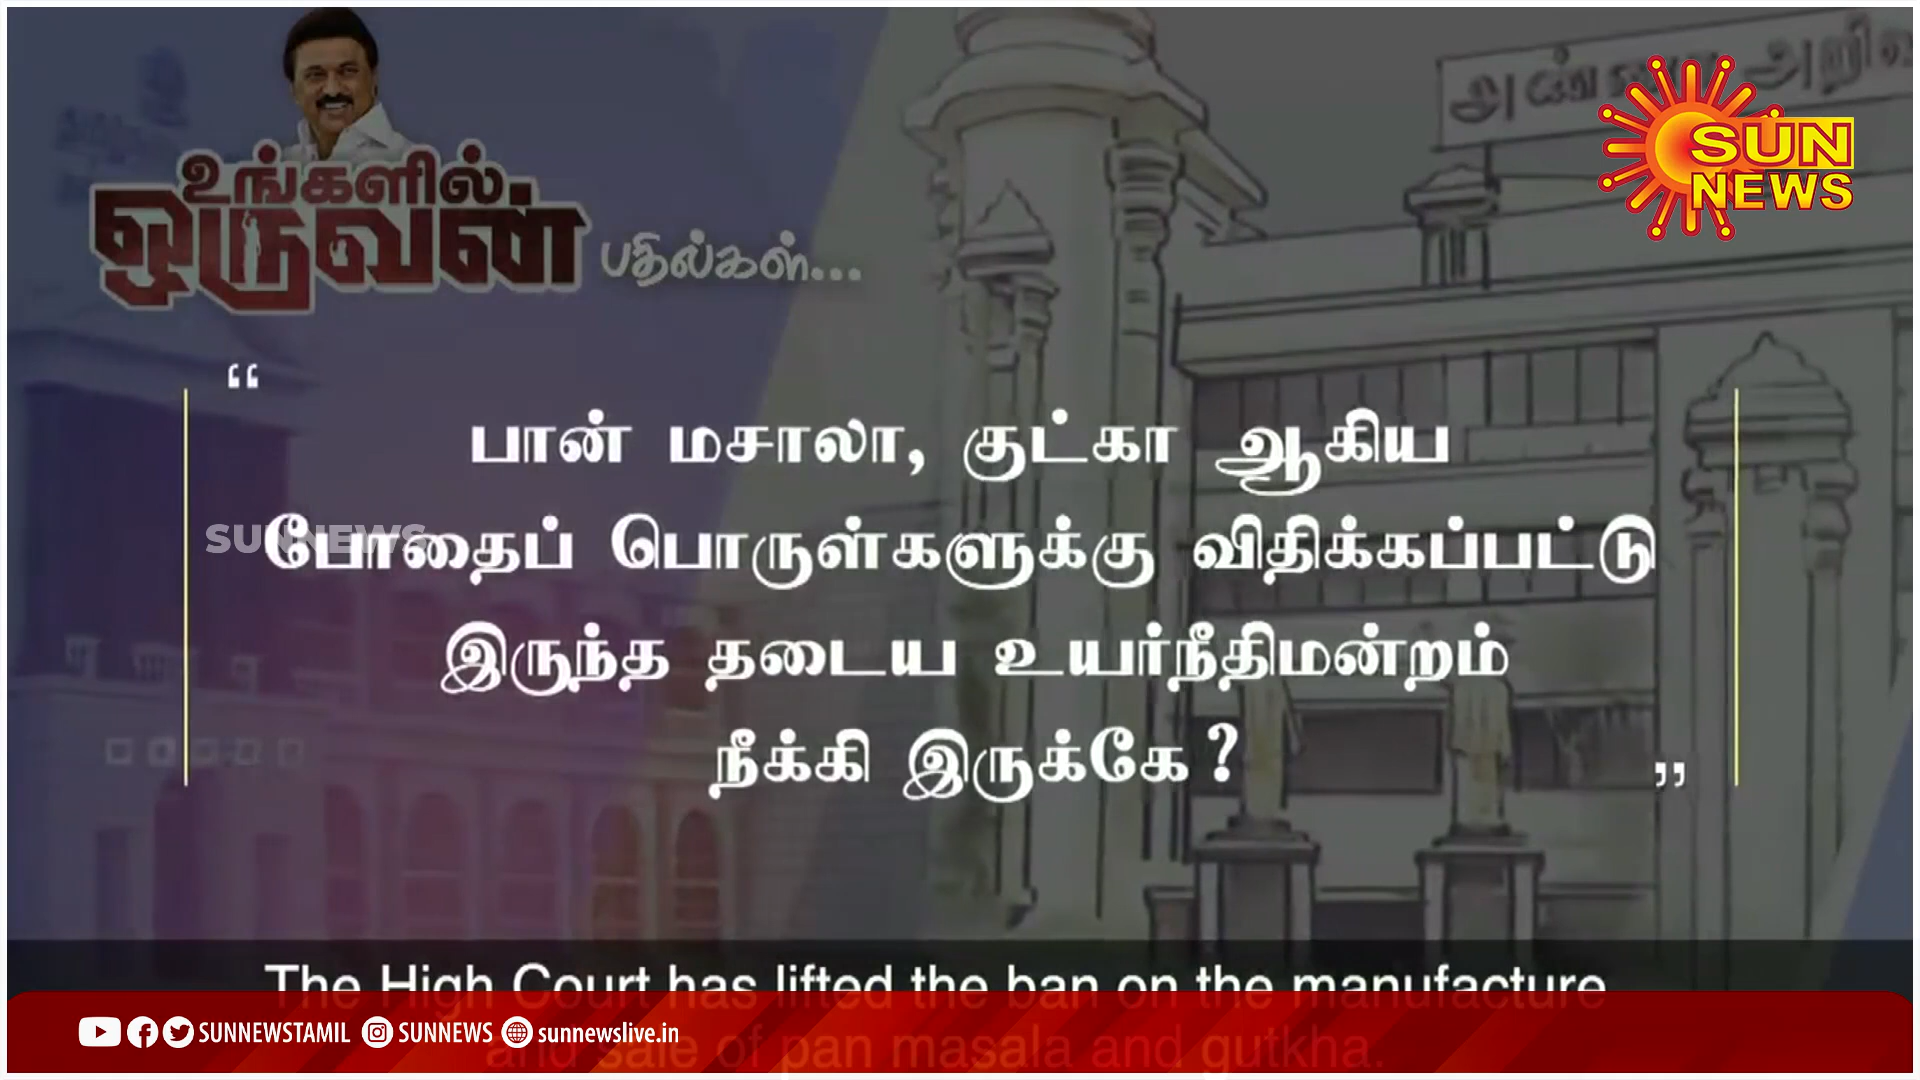 உங்களில்
ஒருவன் பதில்கள்...
SUN
NEWS
“
பான் மசாலா, குட்கா ஆகிய
போதைப் பொருள்களுக்கு விதிக்கப்பட்டு
SUNNEWS
இருந்த தடைய உயர்நீதிமன்றம்
நீக்கி இருக்கே?
”
The High Court has lifted the ban on the manufacture
and sale of pan masala and gutkha.
SUNNEWSTAMIL SUNNEWS sunnewslive.in